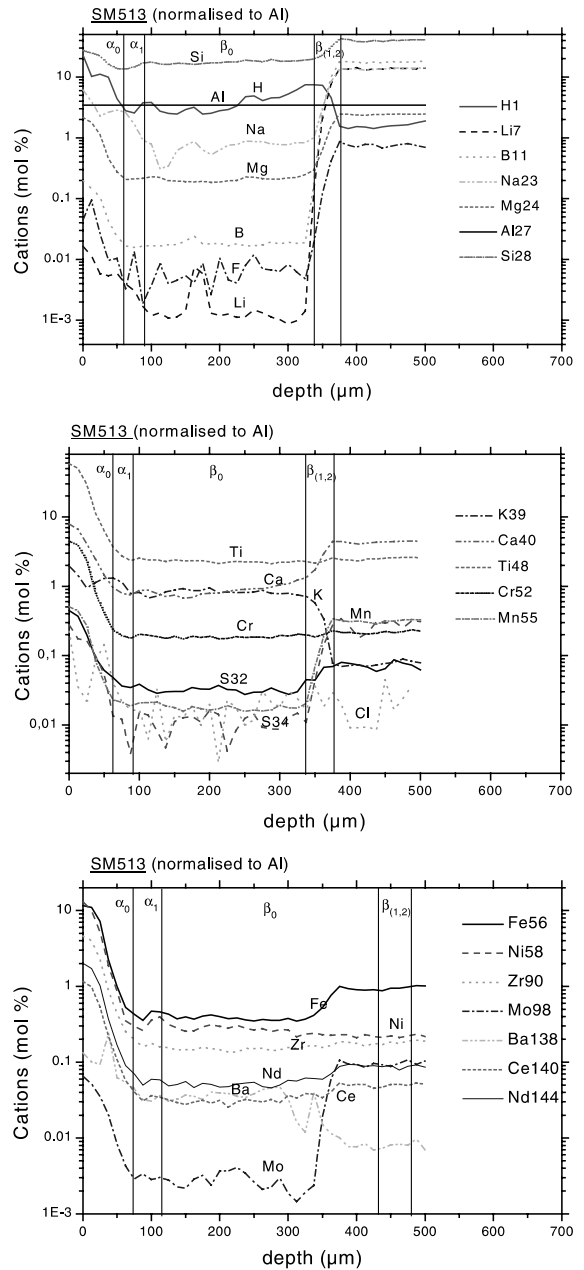 SM513 (normalised to Al)
α0 α1 β0 β(1,2)
Si
H
Al
Na
Mg
B
F
Li
H1
Li7
B11
Na23
Mg24
Al27
Si28
10
1
0.1
0.01
1E-3
Cations (mol %)
0 100 200 300 400 500 600 700
depth (µm)
SM513 (normalised to Al)
α0 α1 β0 β(1,2)
Ti
Ca
K
Cr
Mn
S32
S34
Cl
K39
Ca40
Ti48
Cr52
Mn55
10
1
0,1
0,01
Cations (mol %)
0 100 200 300 400 500 600 700
depth (µm)
SM513 (normalised to Al)
α0 α1 β0 β(1,2)
Fe
Ni
Zr
Nd
Ba
Ce
Mo
Fe56
Ni58
Zr90
Mo98
Ba138
Ce140
Nd144
10
1
0.1
0.01
1E-3
Cations (mol %)
0 100 200 300 400 500 600 700
depth (µm)